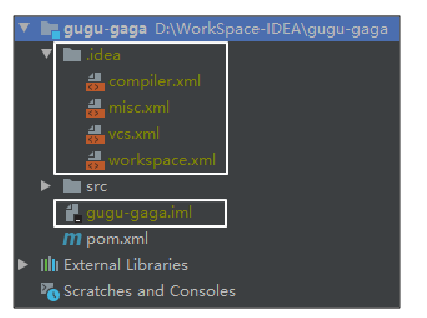 gugu-gaga D:\WorkSpace-IDEA\gugu-gaga
.idea
compiler.xml
misc.xml
vcs.xml
workspace.xml
src
gugu-gaga.iml
pom.xml
External Libraries
Scratches and Consoles